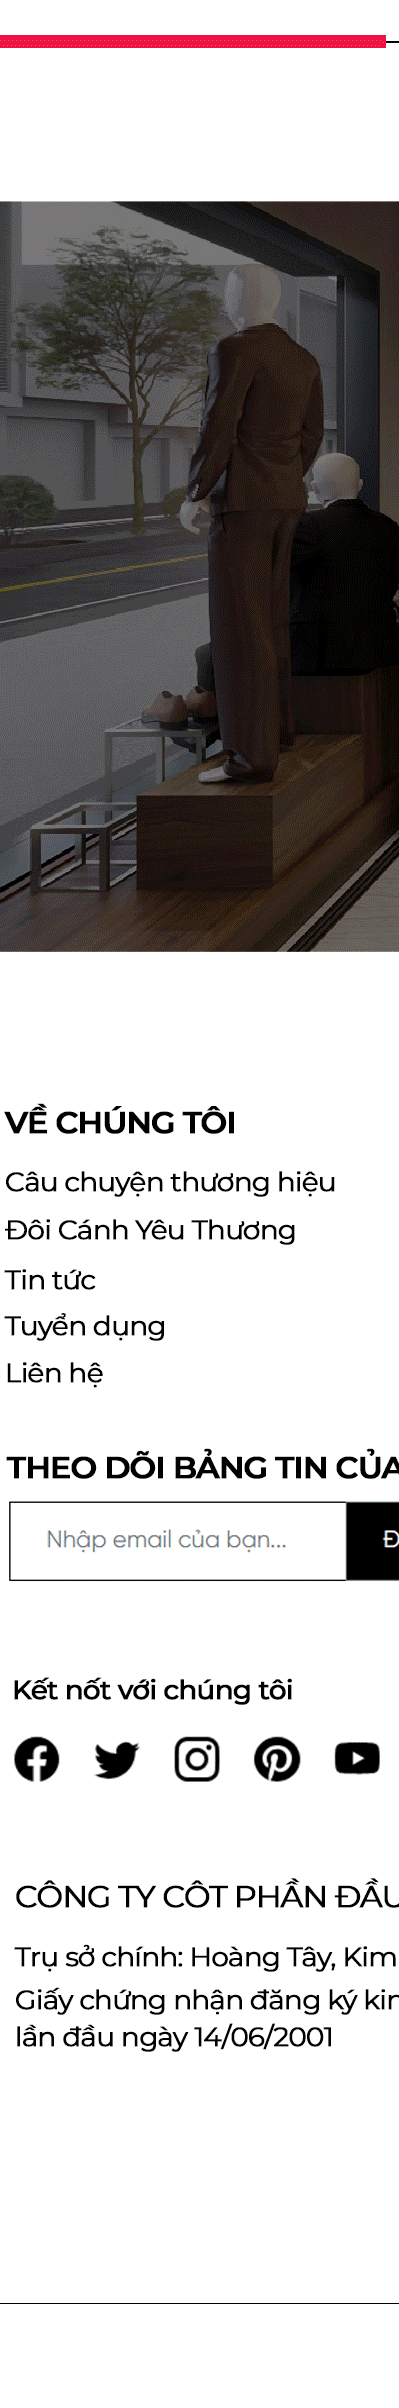 VỀ CHÚNG TÔI
Câu chuyện thương hiệu
Đôi Cánh Yêu Thương
Tin tức
Tuyển dụng
Liên hệ
THEO DÕI BẢNG TIN CỦA
Nhập email của bạn...
Đ
Kết nốt với chúng tôi
CÔNG TY CÔT PHẦN ĐẦU
Trụ sở chính: Hoàng Tây, Kim
Giấy chứng nhận đăng ký kin
lần đầu ngày 14/06/2001